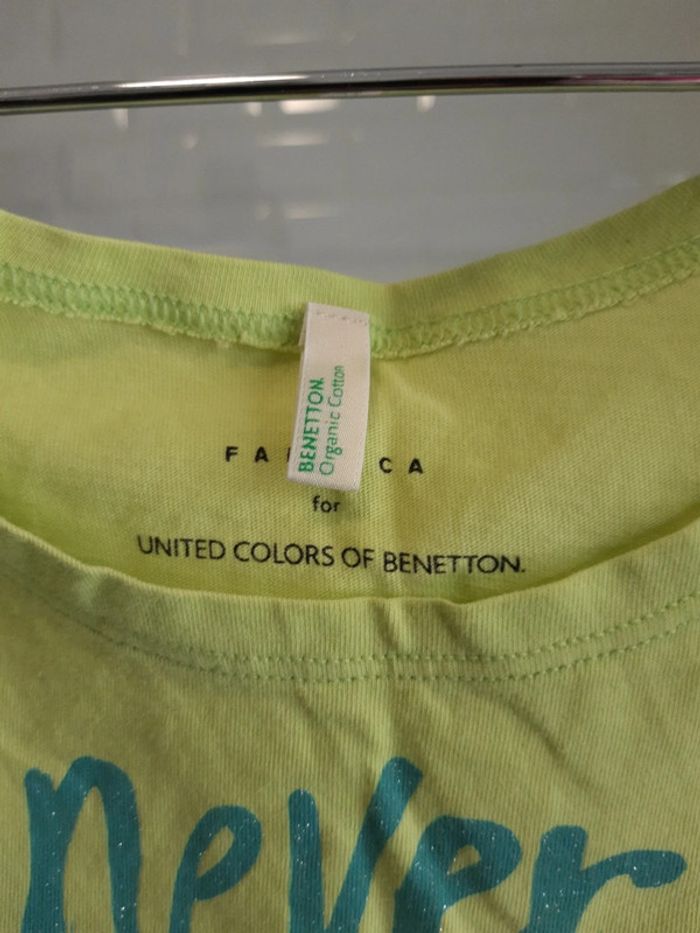 BENETTON.
Organic Cotton
for
UNITED COLORS OF BENETTON.
never